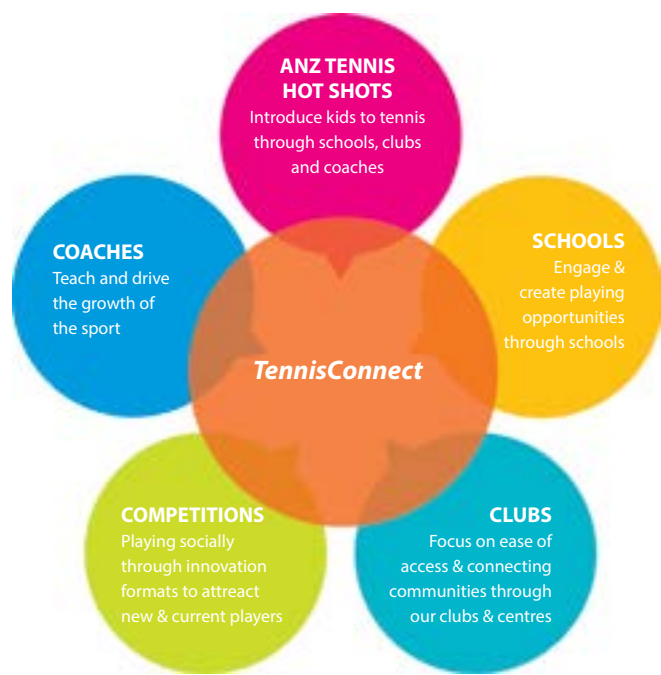 ANZ TENNIS
HOT SHOTS
Introduce kids to tennis
through schools, clubs
and coaches
COACHES
Teach and drive
the growth of
the sport
SCHOOLS
Engage &
create playing
opportunities
through schools
TennisConnect
COMPETITIONS
Playing socially
through innovation
formats to attreact
new & current players
CLUBS
Focus on ease of
access & connecting
communities through
our clubs & centres